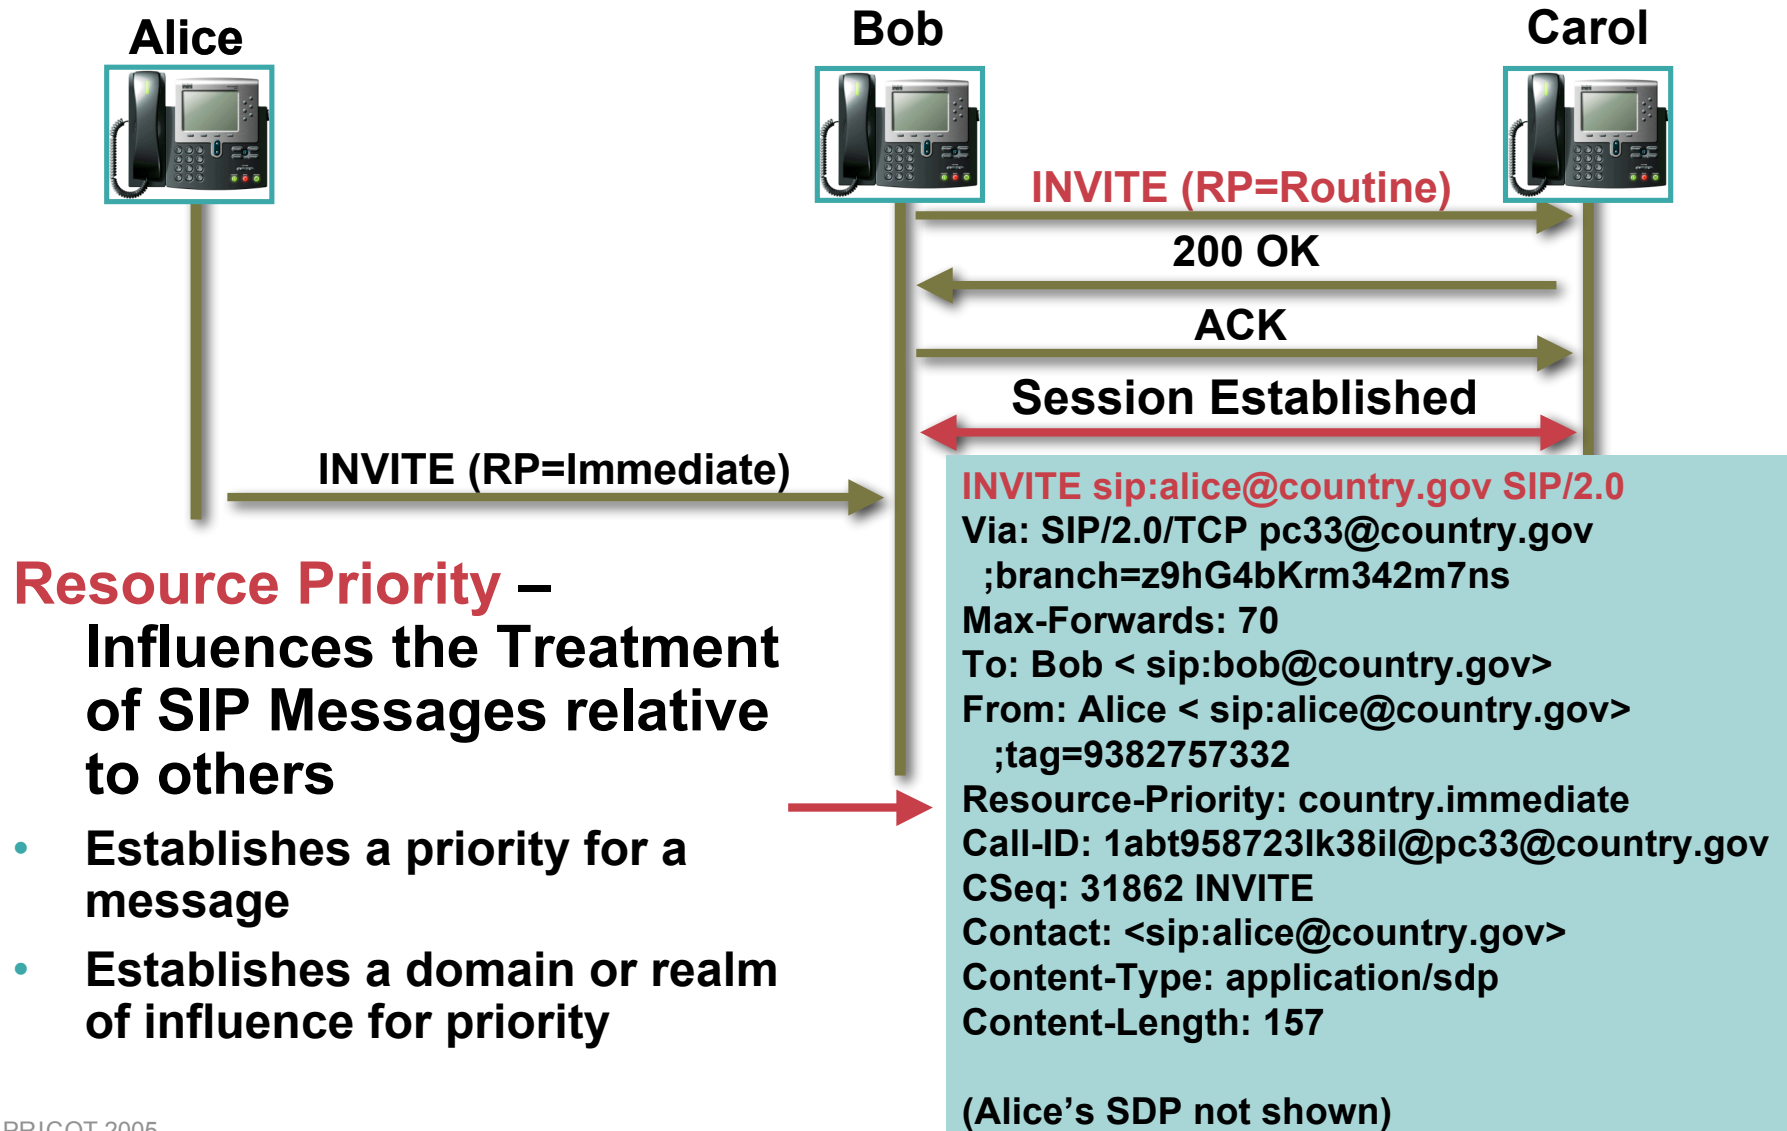 Alice
Bob
Carol
INVITE (RP=Routine)
200 OK
ACK
Session Established
INVITE (RP=Immediate)
Resource Priority –
Influences the Treatment
of SIP Messages relative
to others
• Establishes a priority for a
message
• Establishes a domain or realm
of influence for priority
INVITE sip:alice@country.gov SIP/2.0
Via: SIP/2.0/TCP pc33@country.gov
;branch=z9hG4bKrm342m7ns
Max-Forwards: 70
To: Bob < sip:bob@country.gov>
From: Alice < sip:alice@country.gov>
;tag=9382757332
Resource-Priority: country.immediate
Call-ID: 1abt958723lk38il@pc33@country.gov
CSeq: 31862 INVITE
Contact: <sip:alice@country.gov>
Content-Type: application/sdp
Content-Length: 157
(Alice’s SDP not shown)
PRICOT 2005